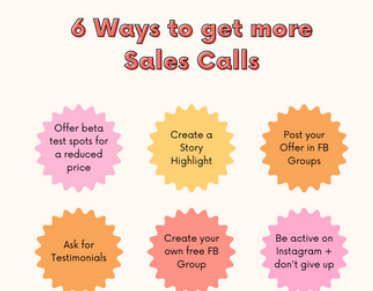 6 Ways to get more
Sales Calls
Offer beta
test spots for
a reduced
price
Create a
Story
Highlight
Post your
Offer in FB
Groups
Ask for
Testimonials
Create your
own free FB
Group
Be active on
Instagram +
don't give up